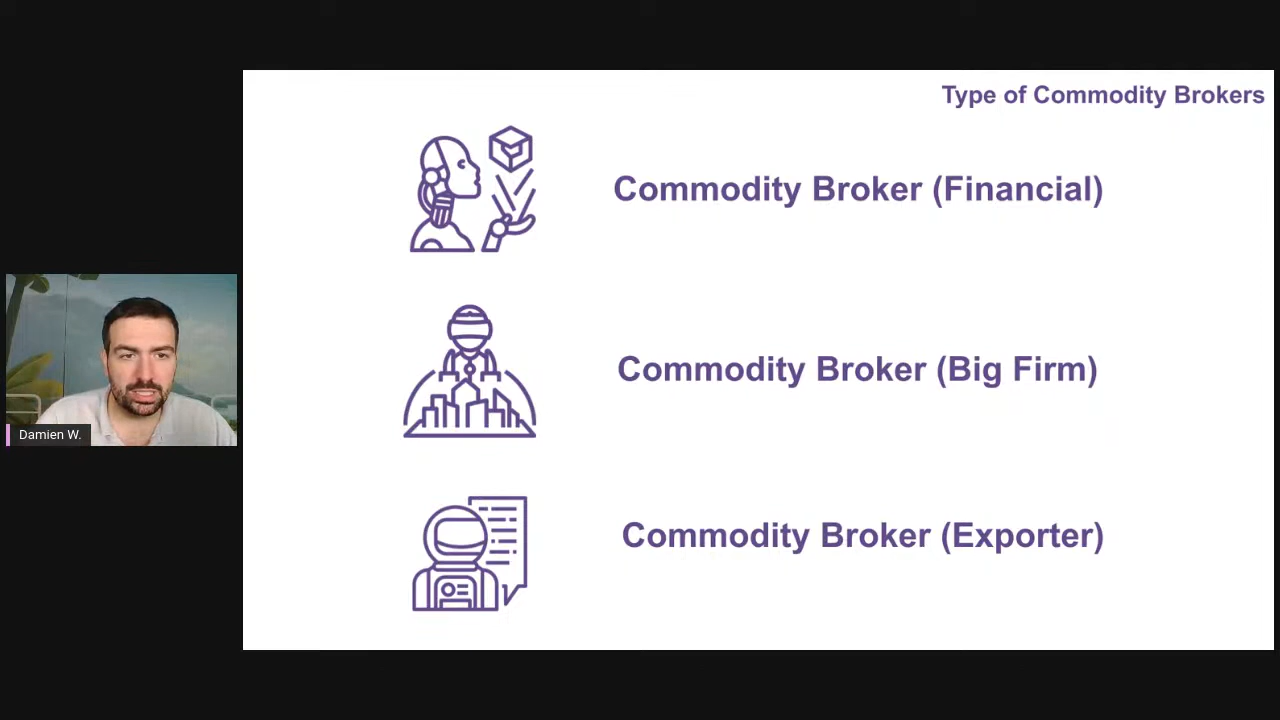 Type of Commodity Brokers
Commodity Broker (Financial)
Commodity Broker (Big Firm)
Damien W.
Commodity Broker (Exporter)